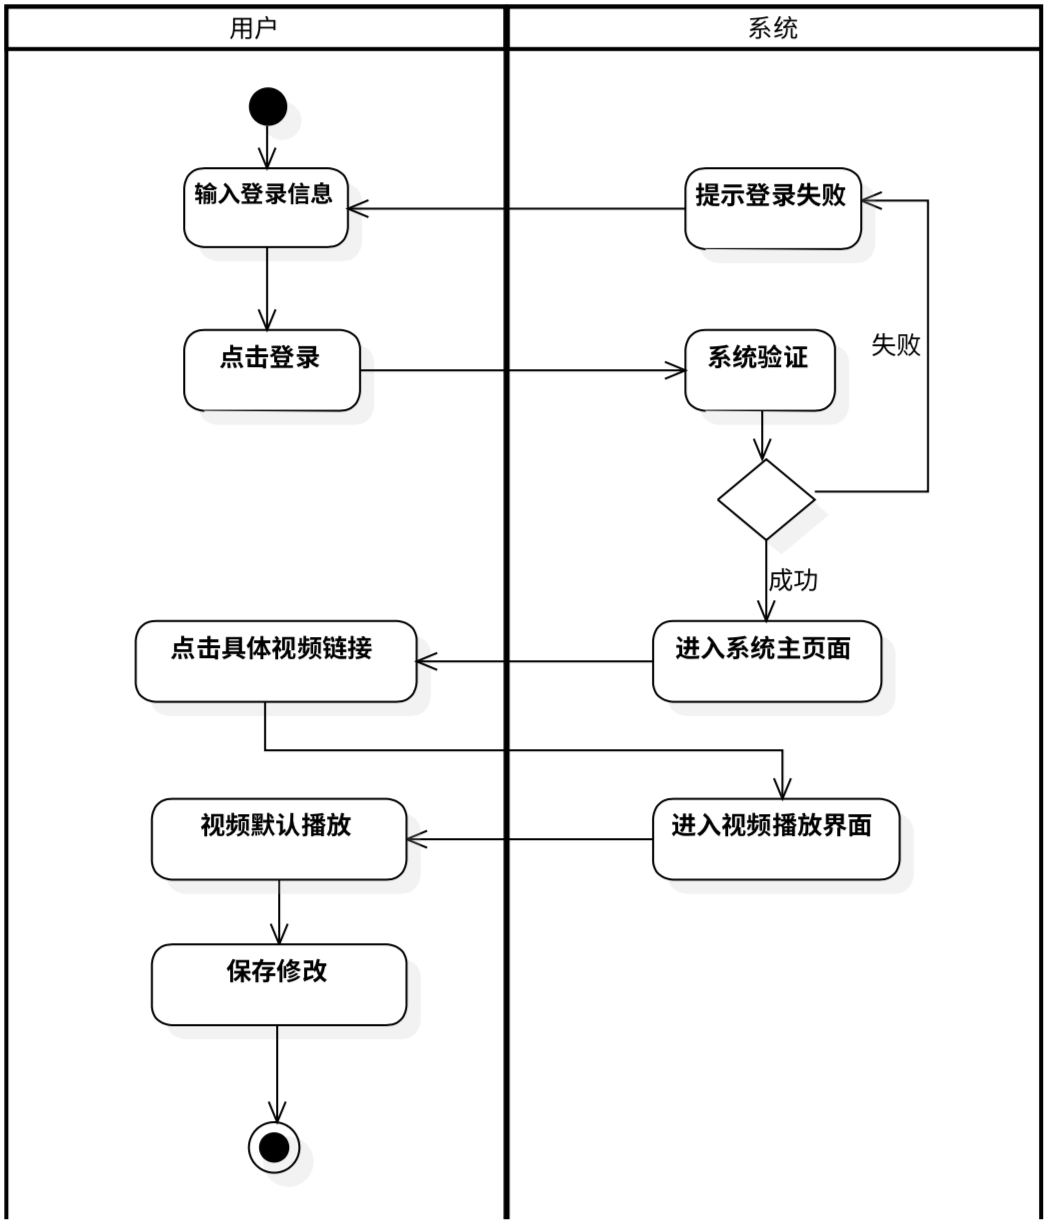 用户
系统
输入登录信息
提示登录失败
点击登录
系统验证
失败
成功
点击具体视频链接
进入系统主页面
视频默认播放
进入视频播放界面
保存修改